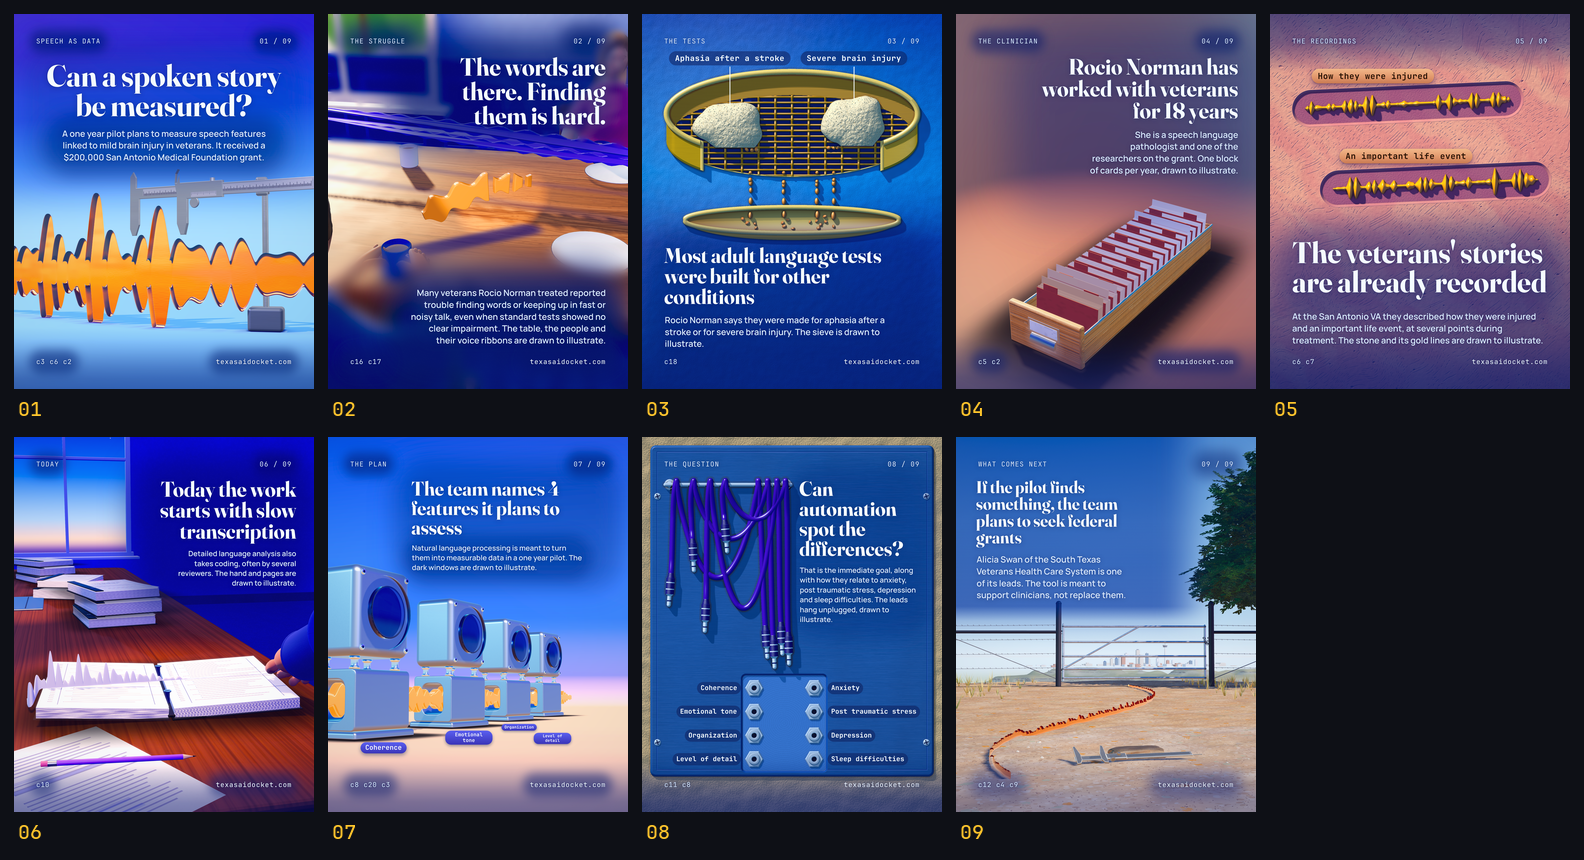 SPEECH AS DATA
01 / 09
Can a spoken story
be measured?
A one year pilot plans to measure speech features
linked to mild brain injury in veterans. It received a
$200,000 San Antonio Medical Foundation grant.
c3 c6 c2
texasaidocket.com
01
THE STRUGGLE
02 / 09
The words are
there. Finding
them is hard.
Many veterans Rocio Norman treated reported
trouble finding words or keeping up in fast or
noisy talk, even when standard tests showed no
clear impairment. The table, the people and
their voice ribbons are drawn to illustrate.
c16 c17
texasaidocket.com
02
THE TESTS
03 / 09
Aphasia after a stroke
Severe brain injury
Most adult language tests
were built for other
conditions
Rocio Norman says they were made for aphasia after a
stroke or for severe brain injury. The sieve is drawn to
illustrate.
c18
texasaidocket.com
03
THE CLINICIAN
04 / 09
Rocio Norman has
worked with veterans
for 18 years
She is a speech language
pathologist and one of the
researchers on the grant. One block
of cards per year, drawn to illustrate.
c5 c2
texasaidocket.com
04
THE RECORDINGS
05 / 09
How they were injured
An important life event
The veterans' stories
are already recorded
At the San Antonio VA they described how they were injured
and an important life event, at several points during
treatment. The stone and its gold lines are drawn to illustrate.
c6 c7
texasaidocket.com
05
TODAY
06 / 09
Today the work
starts with slow
transcription
Detailed language analysis also
takes coding, often by several
reviewers. The hand and pages are
drawn to illustrate.
c10
texasaidocket.com
06
THE PLAN
07 / 09
The team names 4
features it plans to
assess
Natural language processing is meant to turn
them into measurable data in a one year pilot. The
dark windows are drawn to illustrate.
Coherence
Emotional
tone
Organization
Level of
detail
c8 c20 c3
texasaidocket.com
07
THE QUESTION
08 / 09
Can
automation
spot the
differences?
That is the immediate goal, along
with how they relate to anxiety,
post traumatic stress, depression
and sleep difficulties. The leads
hang unplugged, drawn to
illustrate.
Coherence
Anxiety
Emotional tone
Post traumatic stress
Organization
Depression
Level of detail
Sleep difficulties
c11 c8
texasaidocket.com
08
WHAT COMES NEXT
09 / 09
If the pilot finds
something, the team
plans to seek federal
grants
Alicia Swan of the South Texas
Veterans Health Care System is one
of its leads. The tool is meant to
support clinicians, not replace them.
c12 c4 c9
texasaidocket.com
09